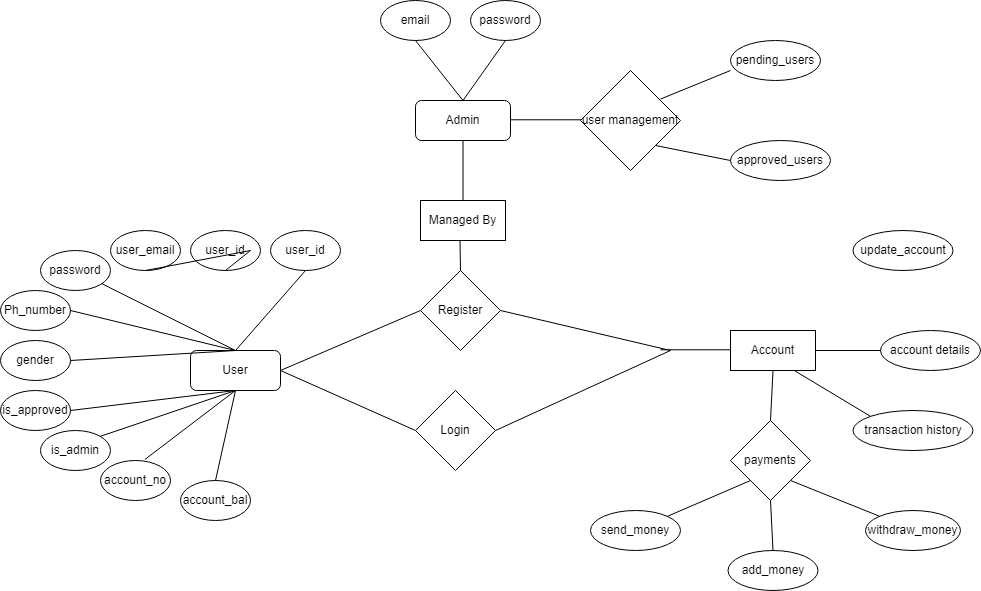 email
password
pending_users
Admin
user management
approved_users
Managed By
user_email
user_id
user_id
update_account
password
Ph_number
Register
gender
User
Account
account details
is_approved
is_admin
Login
transaction history
account_no
payments
account_bal
send_money
withdraw_money
add_money